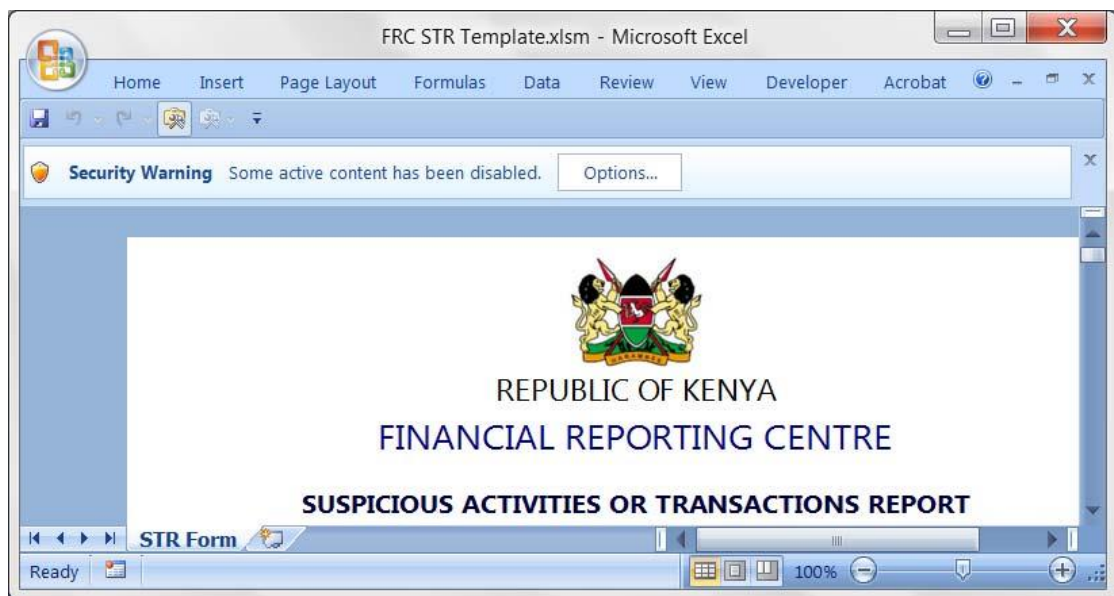 FRC STR Template.xlsm - Microsoft Excel
Home Insert Page Layout Formulas Data Review View Developer Acrobat
Security Warning Some active content has been disabled. Options...
HARAMBEE
REPUBLIC OF KENYA
FINANCIAL REPORTING CENTRE
SUSPICIOUS ACTIVITIES OR TRANSACTIONS REPORT
STR Form
Ready 100%